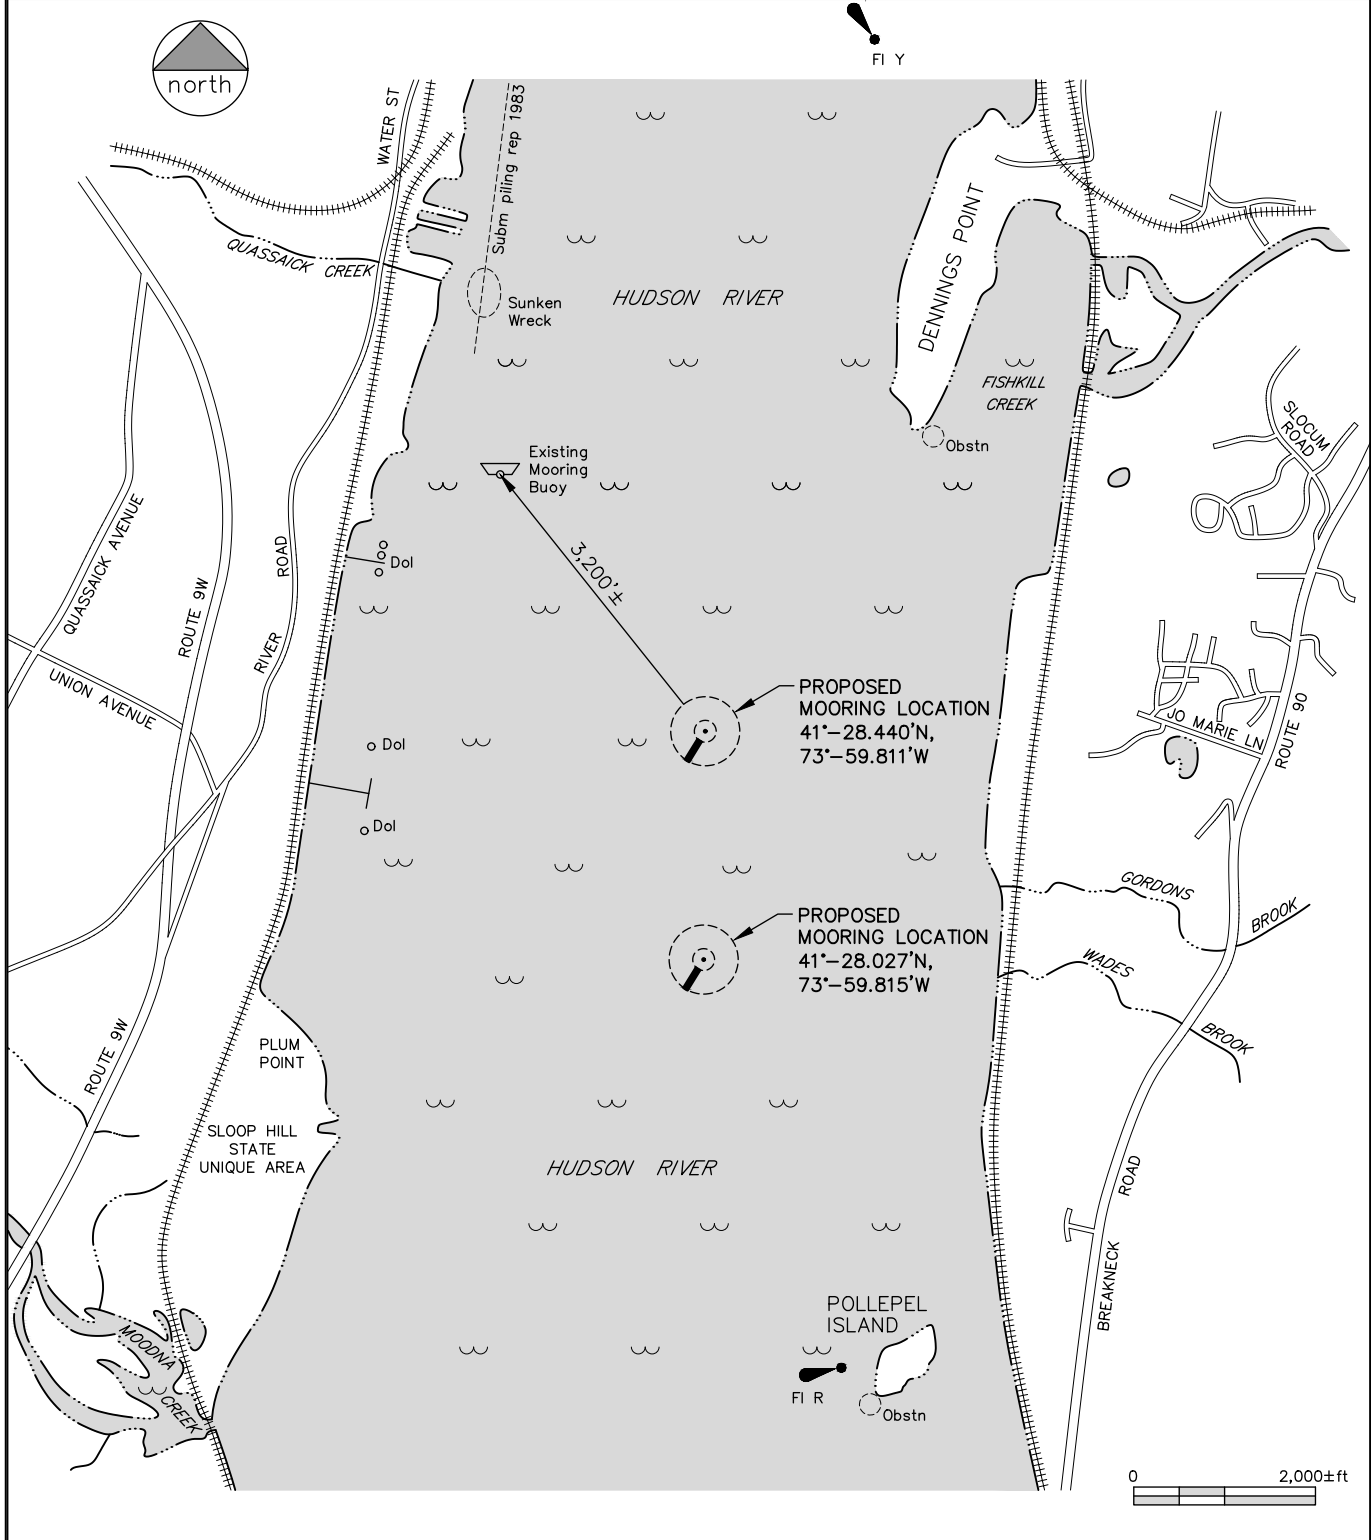 Fl Y
north
WATER ST
Subm piling rep 1983
QUASSAICK CREEK
Sunken
Wreck
HUDSON RIVER
DENNINGS POINT
FISHKILL
CREEK
Obstn
SLOCUM
ROAD
Existing
Mooring
Buoy
QUASSAICK AVENUE
ROUTE 9W
RIVER ROAD
Dol
3,200'±
UNION AVENUE
PROPOSED
MOORING LOCATION
41°-28.440'N,
73°-59.811'W
JO MARIE LN
ROUTE 90
Dol
Dol
GORDONS BROOK
PROPOSED
MOORING LOCATION
41°-28.027'N,
73°-59.815'W
WADES BROOK
ROUTE 9W
PLUM
POINT
SLOOP HILL
STATE
UNIQUE AREA
HUDSON RIVER
BREAKNECK ROAD
POLLEPEL
ISLAND
MOODNA CREEK
Fl R
Obstn
0 2,000±ft